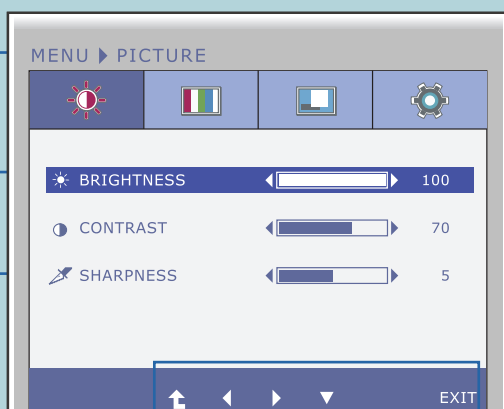 MENU PICTURE
BRIGHTNESS 100
CONTRAST 70
SHARPNESS 5
EXIT